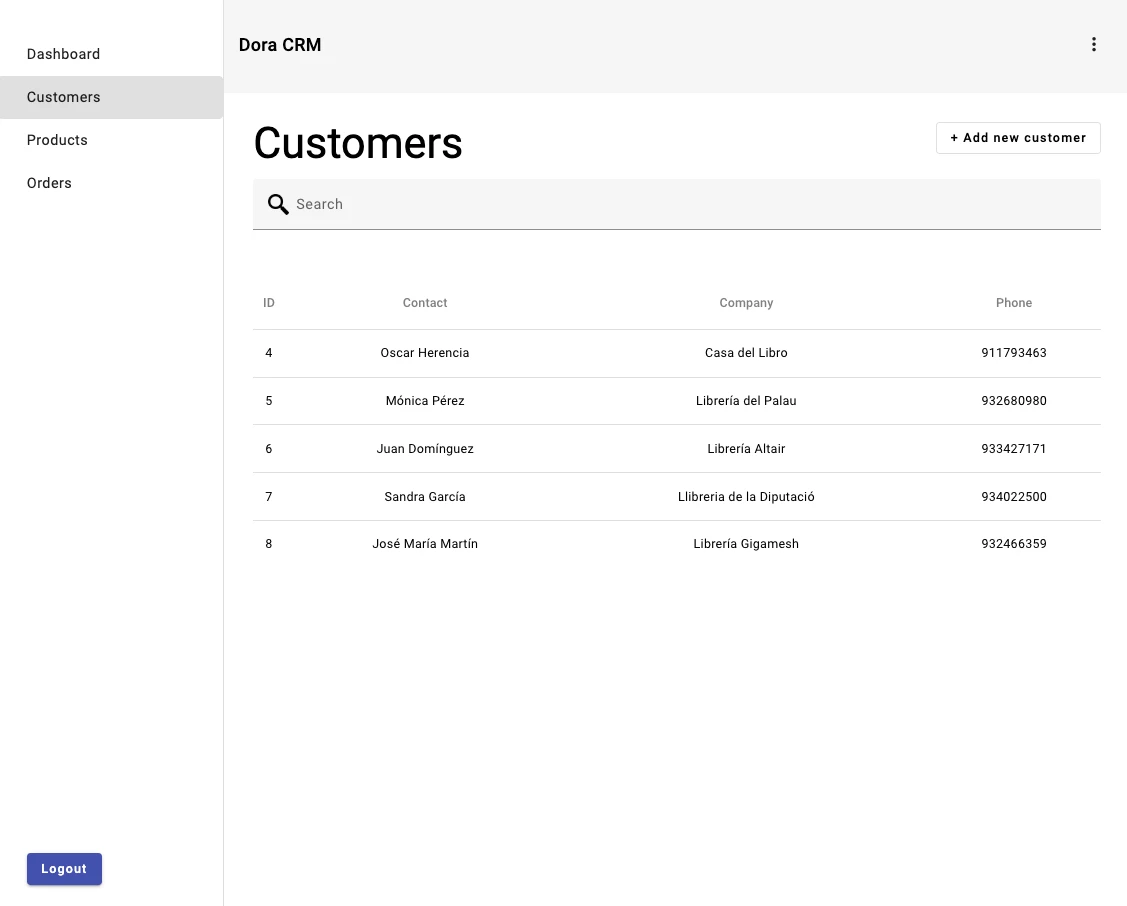 Dashboard
Customers
Products
Orders
Logout
Dora CRM
Customers
+ Add new customer
Search
ID Contact Company Phone
4 Oscar Herencia Casa del Libro 911793463
5 Mónica Pérez Librería del Palau 932680980
6 Juan Domínguez Librería Altair 933427171
7 Sandra García Llibreria de la Diputació 934022500
8 José María Martín Librería Gigamesh 932466359